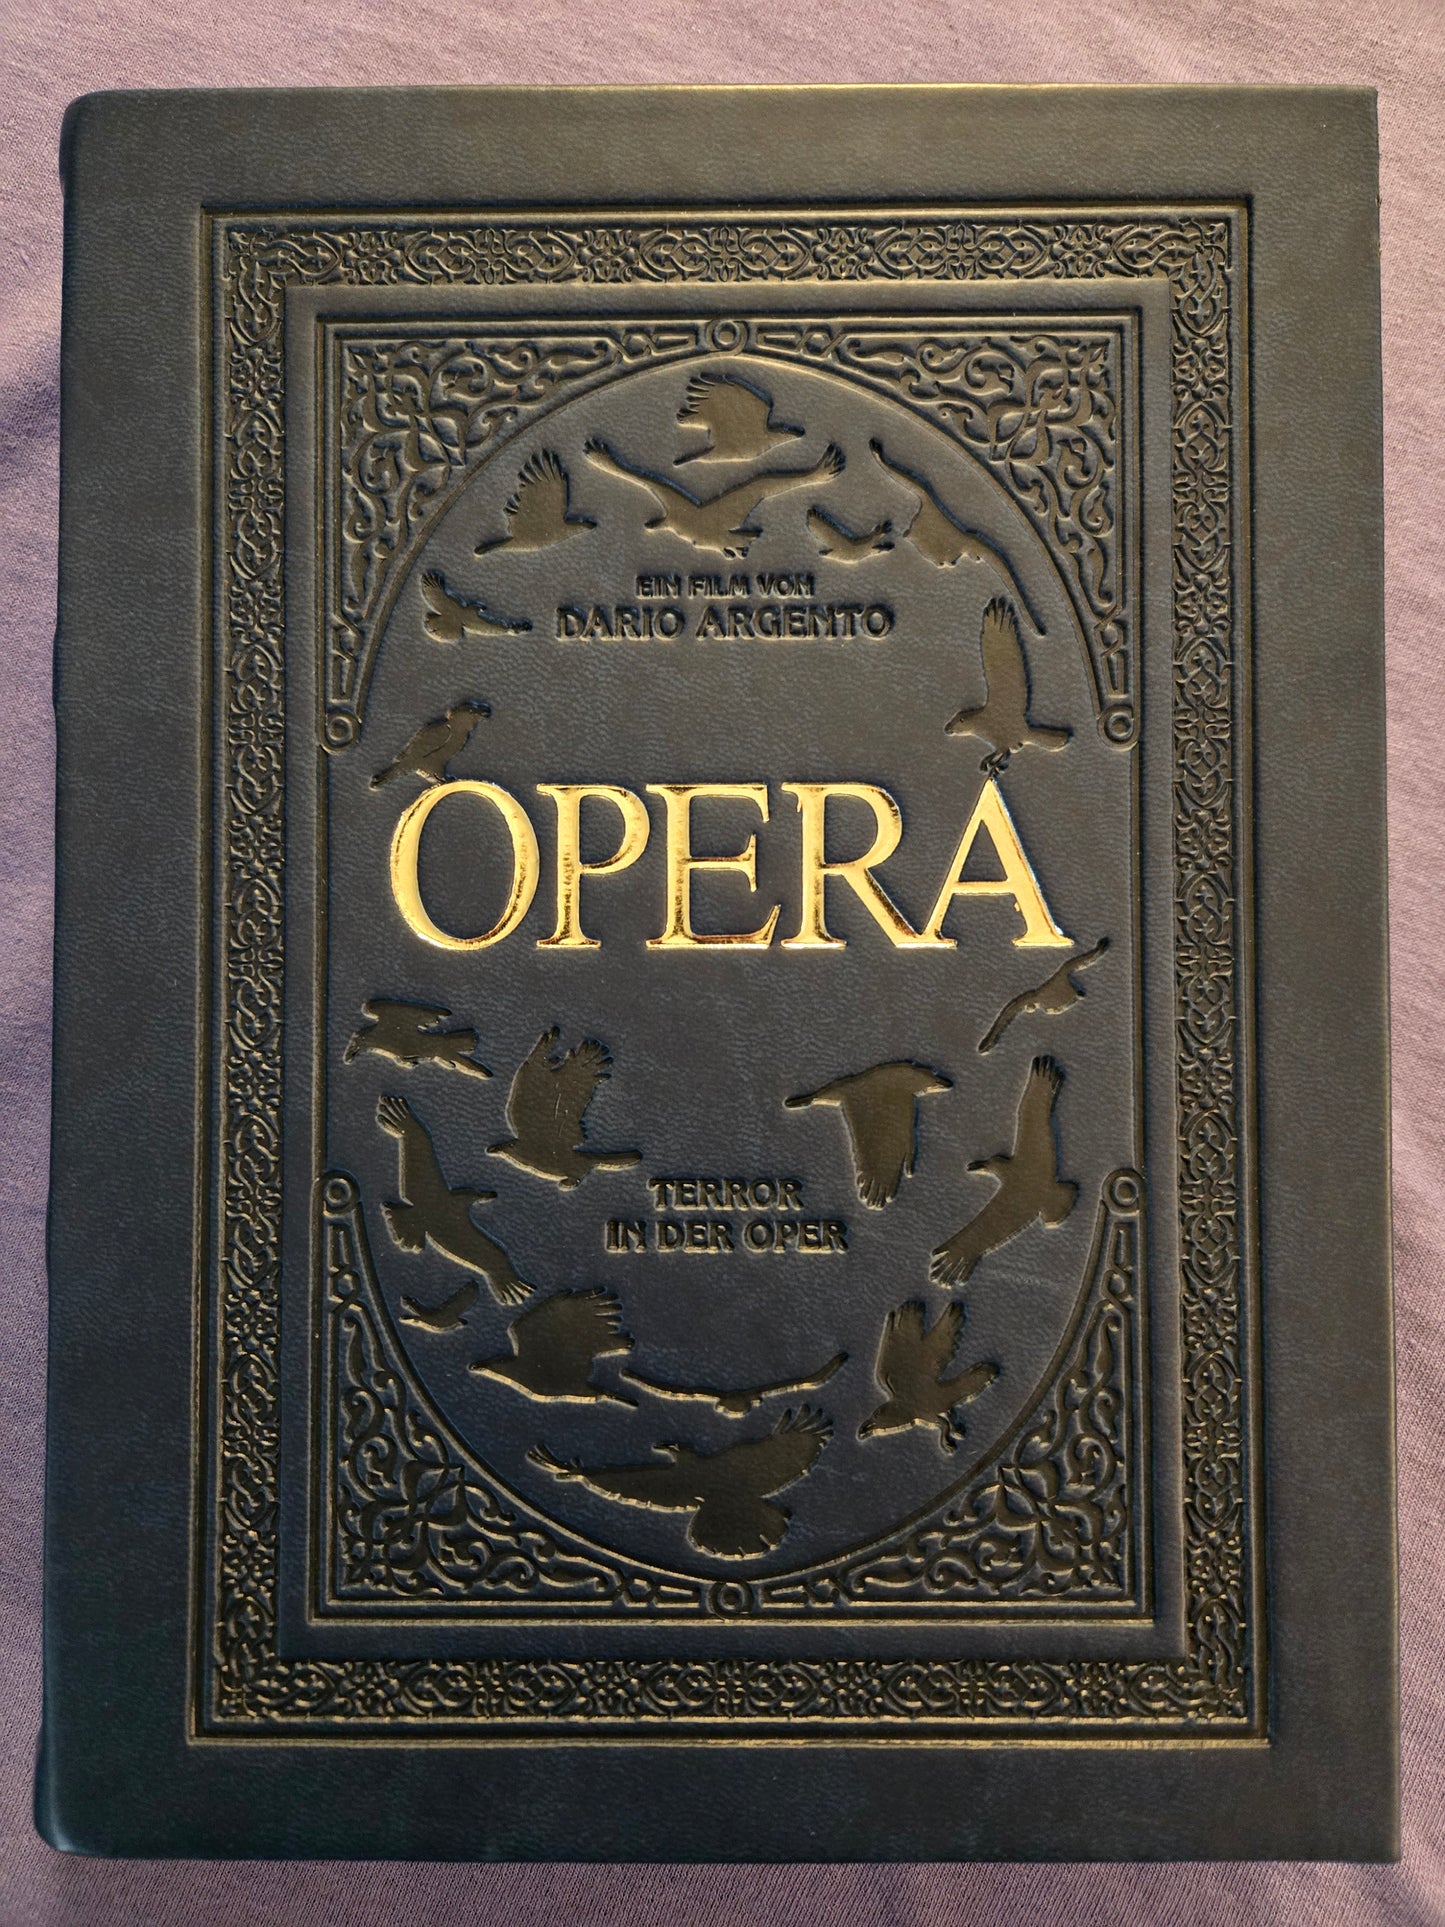 EIN FILM VON
DARIO ARGENTO
OPERA
TERROR
IN DER OPER